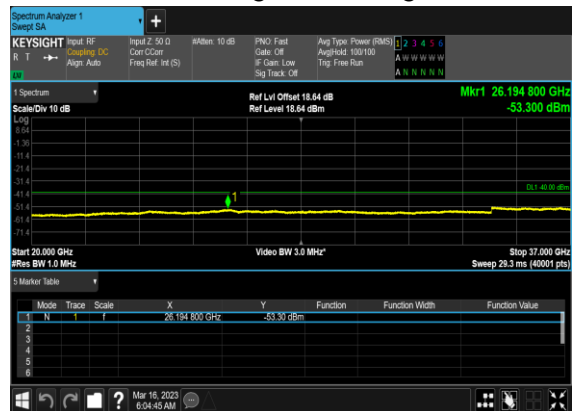 Spectrum Analyzer 1
Swept SA
KEYSIGHT Input: RF Input Z: 50 Ω #Atten: 10 dB PNO: Fast Avg Type: Power (RMS) 1 2 3 4 5 6
R T Coupling: DC Corr CCorr Gate: Off Avg|Hold: 100/100 A W W W W W
Align: Auto Freq Ref: Int (S) IF Gain: Low Trig: Free Run
LW Sig Track: Off A N N N N N
1 Spectrum Ref Lvl Offset 18.64 dB Mkr1 26.194 800 GHz
Scale/Div 10 dB Ref Level 18.64 dBm -53.300 dBm
Log
8.64
-1.36
-11.4
-21.4
-31.4
DL1 -40.00 dBm
-41.4
1
-51.4
-61.4
-71.4
Start 20.000 GHz Video BW 3.0 MHz* Stop 37.000 GHz
#Res BW 1.0 MHz Sweep 29.3 ms (40001 pts)
5 Marker Table
Mode Trace Scale X Y Function Function Width Function Value
1 N 1 f 26.194 800 GHz -53.30 dBm
2
3
4
5
6
? Mar 16, 2023
6:04:45 AM